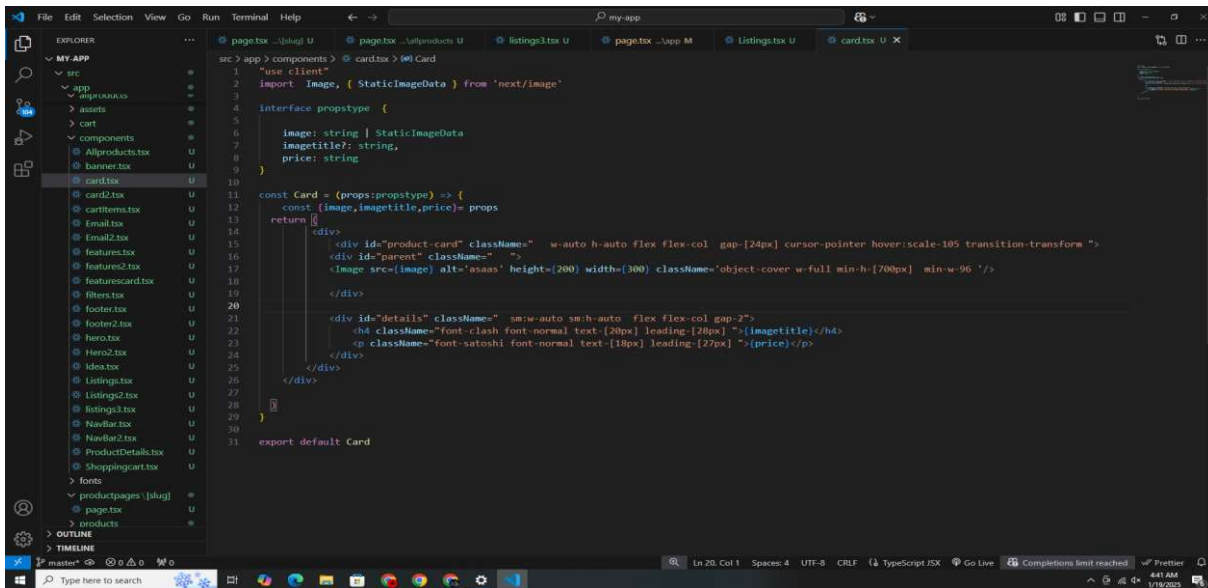 File Edit Selection View Go Run Terminal Help
my-app
EXPLORER
page.tsx ...\[slug] U
page.tsx ...\allproducts U
listings3.tsx U
page.tsx ...\app M
Listings.tsx U
card.tsx U
MY-APP
src > app > components > card.tsx > Card
src
app
allproducts
assets
cart
components
Allproducts.tsx U
banner.tsx U
card.tsx U
card2.tsx U
cartItems.tsx U
Email.tsx U
Email2.tsx U
features.tsx U
features2.tsx U
featurescard.tsx U
filters.tsx U
footer.tsx U
footer2.tsx U
hero.tsx U
Hero2.tsx U
Idea.tsx U
Listings.tsx U
Listings2.tsx U
listings3.tsx U
NavBar.tsx U
NavBar2.tsx U
ProductDetails.tsx U
Shoppingcart.tsx U
fonts
productpages\[slug]
page.tsx U
products
OUTLINE
TIMELINE
104
1 "use client"
2 import Image, { StaticImageData } from 'next/image'
3
4 interface propstype {
5
6 image: string | StaticImageData
7 imagetitle?: string,
8 price: string
9 }
10
11 const Card = (props:propstype) => {
12 const {image,imagetitle,price}= props
13 return (
14 <div>
15 <div id="product-card" className=" w-auto h-auto flex flex-col gap-[24px] cursor-pointer hover:scale-105 transition-transform ">
16 <div id="parent" className=" ">
17 <Image src={image} alt='asaas' height={200} width={300} className='object-cover w-full min-h-[700px] min-w-96 '/>
18
19 </div>
20
21 <div id="details" className=" sm:w-auto sm:h-auto flex flex-col gap-2">
22 <h4 className="font-clash font-normal text-[20px] leading-[28px] ">{imagetitle}</h4>
23 <p className="font-satoshi font-normal text-[18px] leading-[27px] ">{price}</p>
24 </div>
25 </div>
26 </div>
27
28 )
29 }
30
31 export default Card
master* 0 0 0 Ln 20, Col 1 Spaces: 4 UTF-8 CRLF TypeScript JSX Go Live Completions limit reached Prettier
Type here to search
4:41 AM
1/19/2025